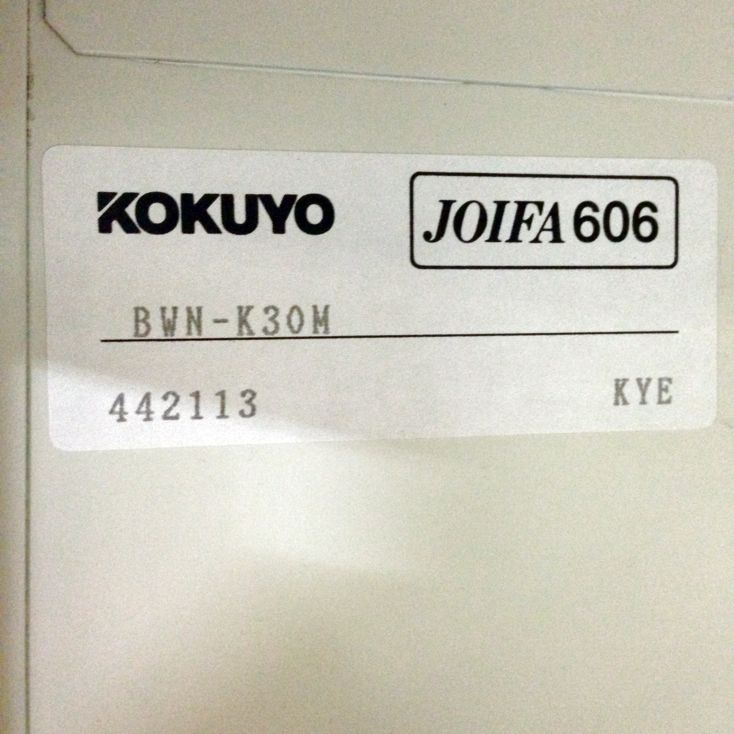 KOKUYO
JOIFA 606
BWN-K30M
442113
KYE